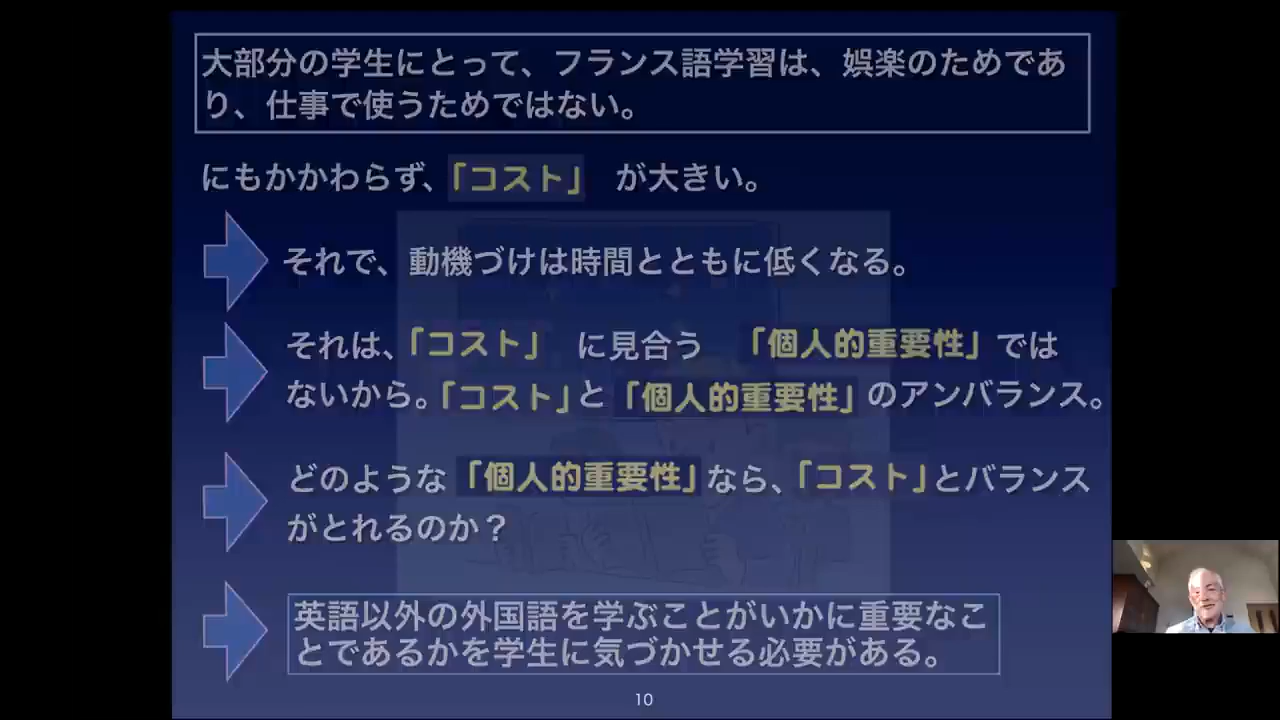 大部分の学生にとって、フランス語学習は、娯楽のためであ
り、仕事で使うためではない。
にもかかわらず、「コスト」 が大きい。
それで、動機づけは時間とともに低くなる。
それは、「コスト」 に見合う 「個人的重要性」では
ないから。「コスト」と「個人的重要性」のアンバランス。
どのような「個人的重要性」なら、「コスト」とバランス
がとれるのか？
英語以外の外国語を学ぶことがいかに重要なこ
とであるかを学生に気づかせる必要がある。
10